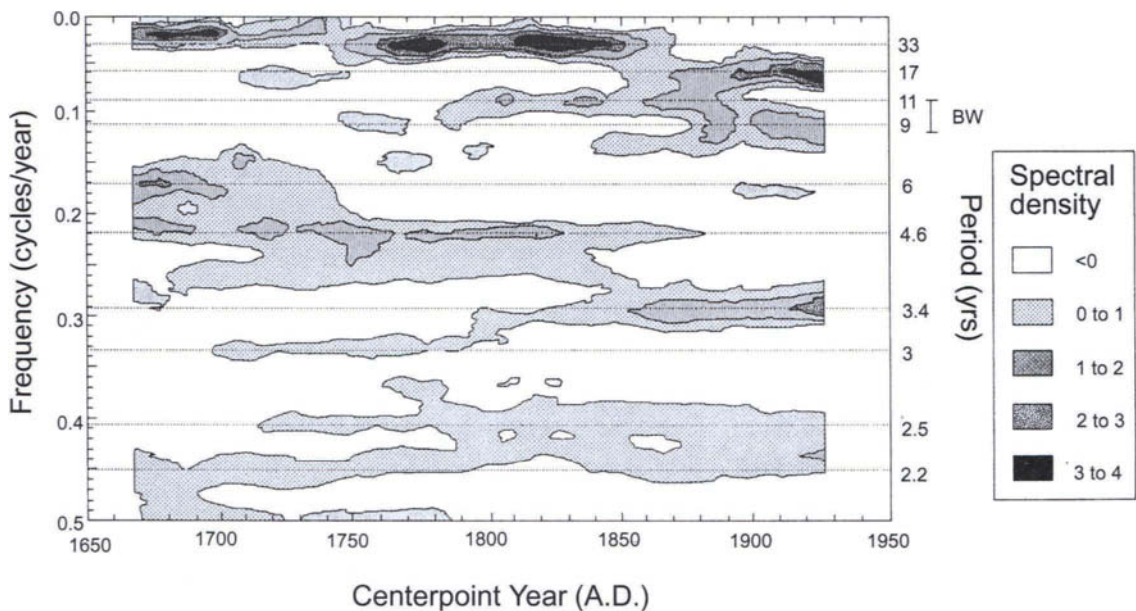 0.0
0.1
0.2
0.3
0.4
0.5
Frequency (cycles/year)
1650
1700
1750
1800
1850
1900
1950
Centerpoint Year (A.D.)
33
17
11
9
6
4.6
3.4
3
2.5
2.2
BW
Period (yrs)
Spectral
density
<0
0 to 1
1 to 2
2 to 3
3 to 4